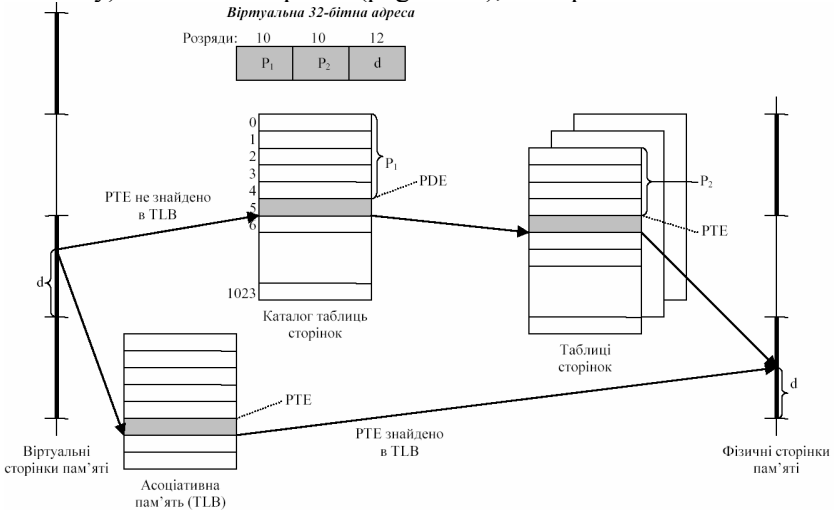 Віртуальна 32-бітна адреса
Розряди: 10 10 12
P1 P2 d
0
1
2
3
4
5
6
1023
P1
PDE
P2
PTE
PTE не знайдено
в TLB
d
Каталог таблиць
сторінок
Таблиці
сторінок
PTE
d
PTE знайдено
в TLB
Віртуальні
сторінки пам’яті
Асоціативна
пам’ять (TLB)
Фізичні сторінки
пам’яті